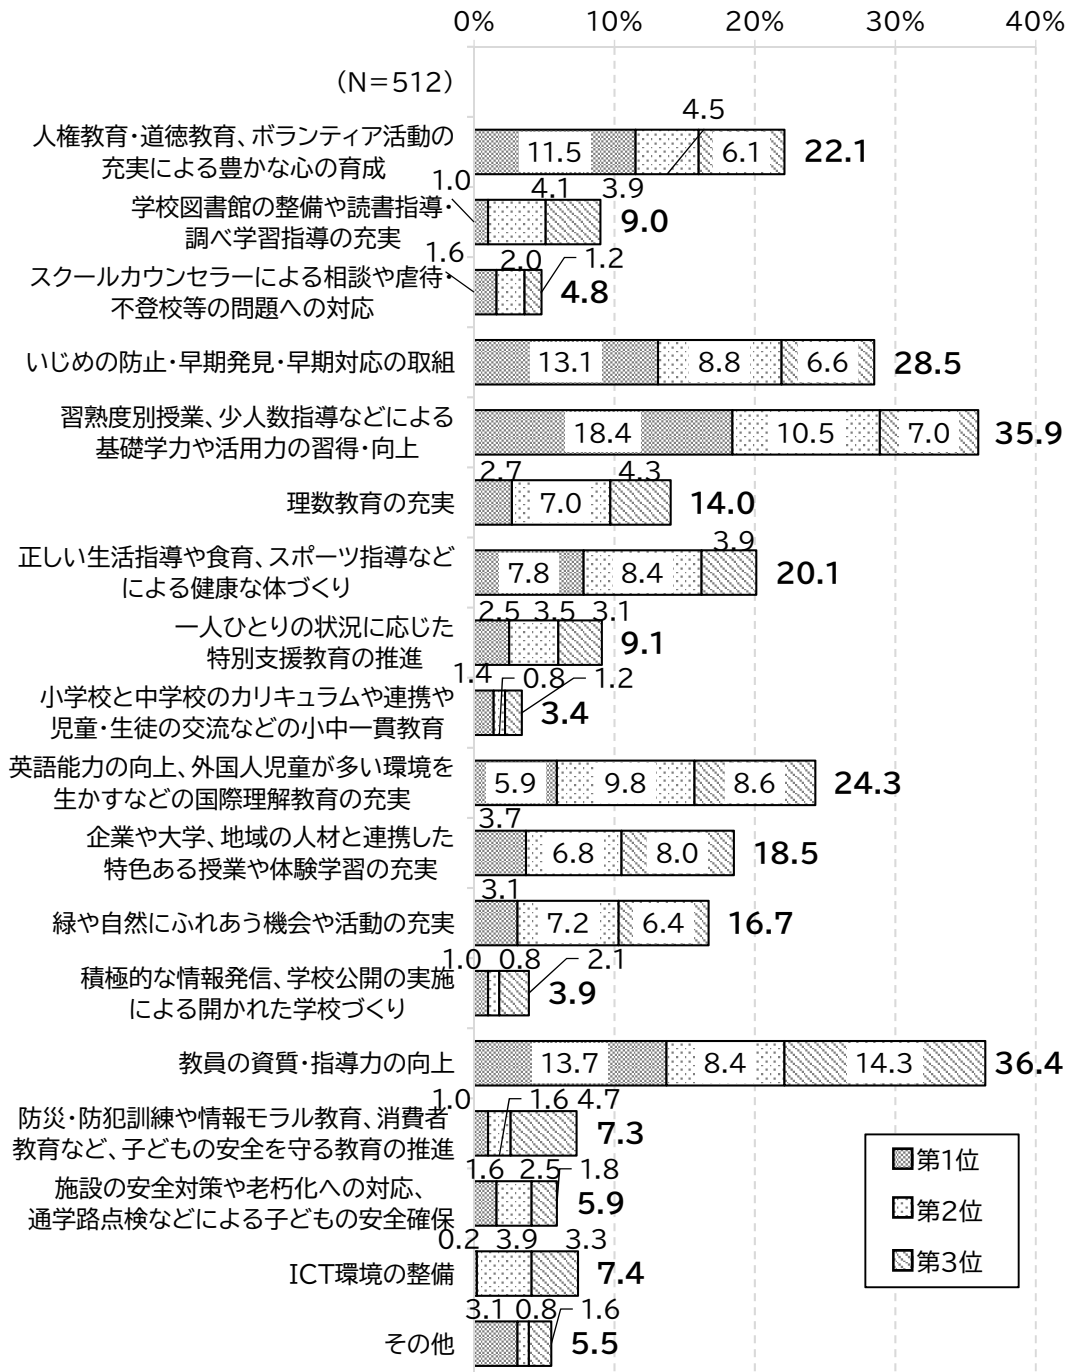 0% 10% 20% 30% 40%
(N=512)
人権教育・道徳教育、ボランティア活動の
充実による豊かな心の育成
11.5 4.5 6.1 22.1
学校図書館の整備や読書指導・
調べ学習指導の充実
1.0 4.1 3.9 9.0
スクールカウンセラーによる相談や虐待・
不登校等の問題への対応
1.6 2.0 1.2 4.8
いじめの防止・早期発見・早期対応の取組
13.1 8.8 6.6 28.5
習熟度別授業、少人数指導などによる
基礎学力や活用力の習得・向上
18.4 10.5 7.0 35.9
理数教育の充実
2.7 7.0 4.3 14.0
正しい生活指導や食育、スポーツ指導など
による健康な体づくり
7.8 8.4 3.9 20.1
一人ひとりの状況に応じた
特別支援教育の推進
2.5 3.5 3.1 9.1
小学校と中学校のカリキュラムや連携や
児童・生徒の交流などの小中一貫教育
1.4 0.8 1.2 3.4
英語能力の向上、外国人児童が多い環境を
生かすなどの国際理解教育の充実
5.9 9.8 8.6 24.3
企業や大学、地域の人材と連携した
特色ある授業や体験学習の充実
3.7 6.8 8.0 18.5
緑や自然にふれあう機会や活動の充実
3.1 7.2 6.4 16.7
積極的な情報発信、学校公開の実施
による開かれた学校づくり
1.0 0.8 2.1 3.9
教員の資質・指導力の向上
13.7 8.4 14.3 36.4
防災・防犯訓練や情報モラル教育、消費者
教育など、子どもの安全を守る教育の推進
1.0 1.6 4.7 7.3
施設の安全対策や老朽化への対応、
通学路点検などによる子どもの安全確保
1.6 2.5 1.8 5.9
ICT環境の整備
0.2 3.9 3.3 7.4
その他
3.1 0.8 1.6 5.5
第1位
第2位
第3位